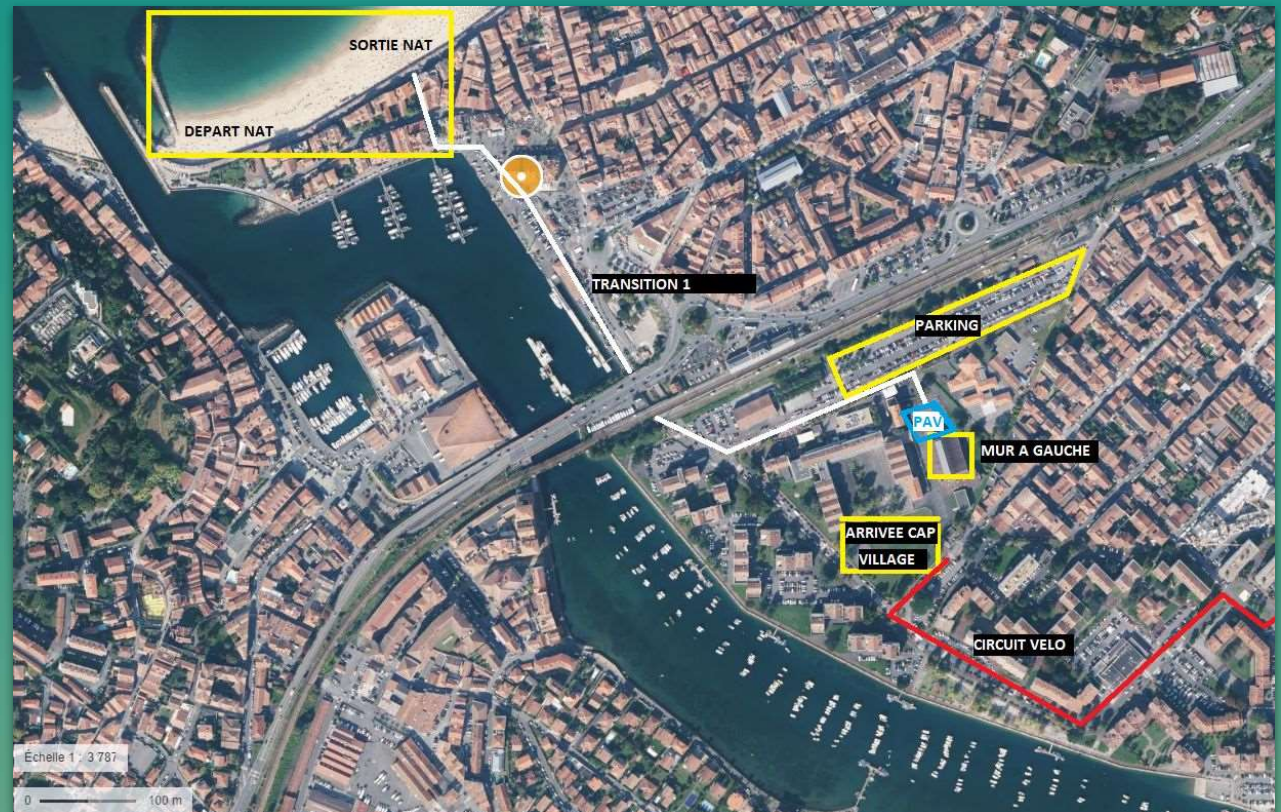 SORTIE NAT
DEPART NAT
TRANSITION 1
PARKING
PAV
MUR A GAUCHE
ARRIVEE CAP
VILLAGE
CIRCUIT VELO
Échelle 1 : 3 787
0 100 m